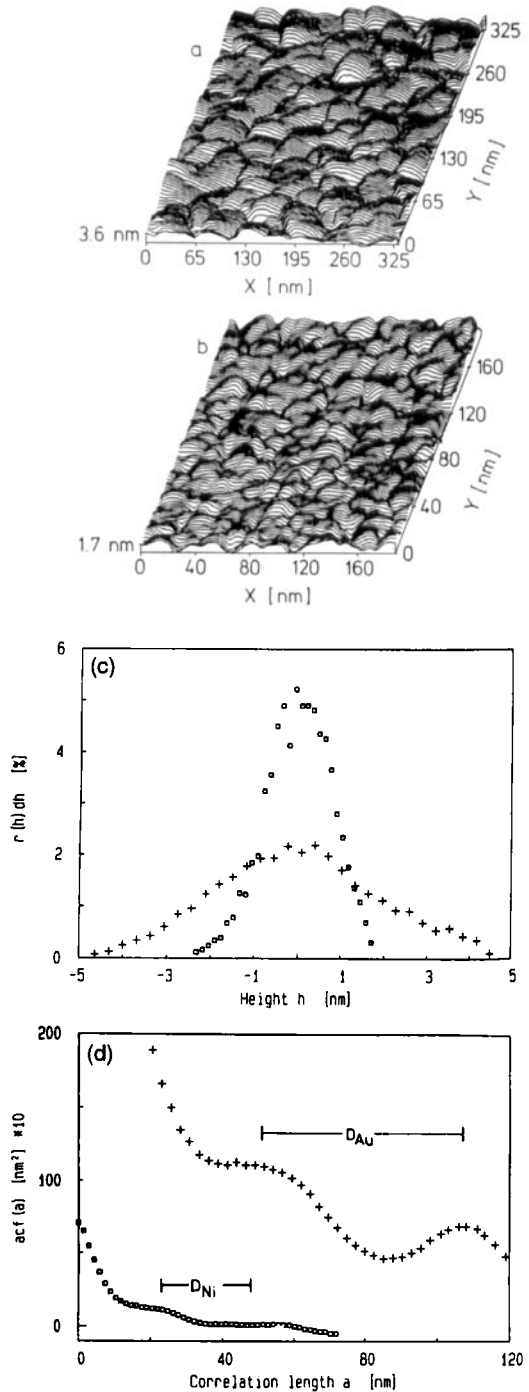 a
325
260
195
130
65
0
Y [nm]
3.6 nm
0 65 130 195 260 325
X [nm]
b
160
120
80
40
0
Y [nm]
1.7 nm
0 40 80 120 160
X [nm]
(c)
6
4
2
0
r(h)dh [%]
-5 -3 -1 1 3 5
Height h [nm]
(d)
200
100
0
acf(a) [nm²] *10
D_Au
D_Ni
0 40 80 120
Correlation length a [nm]